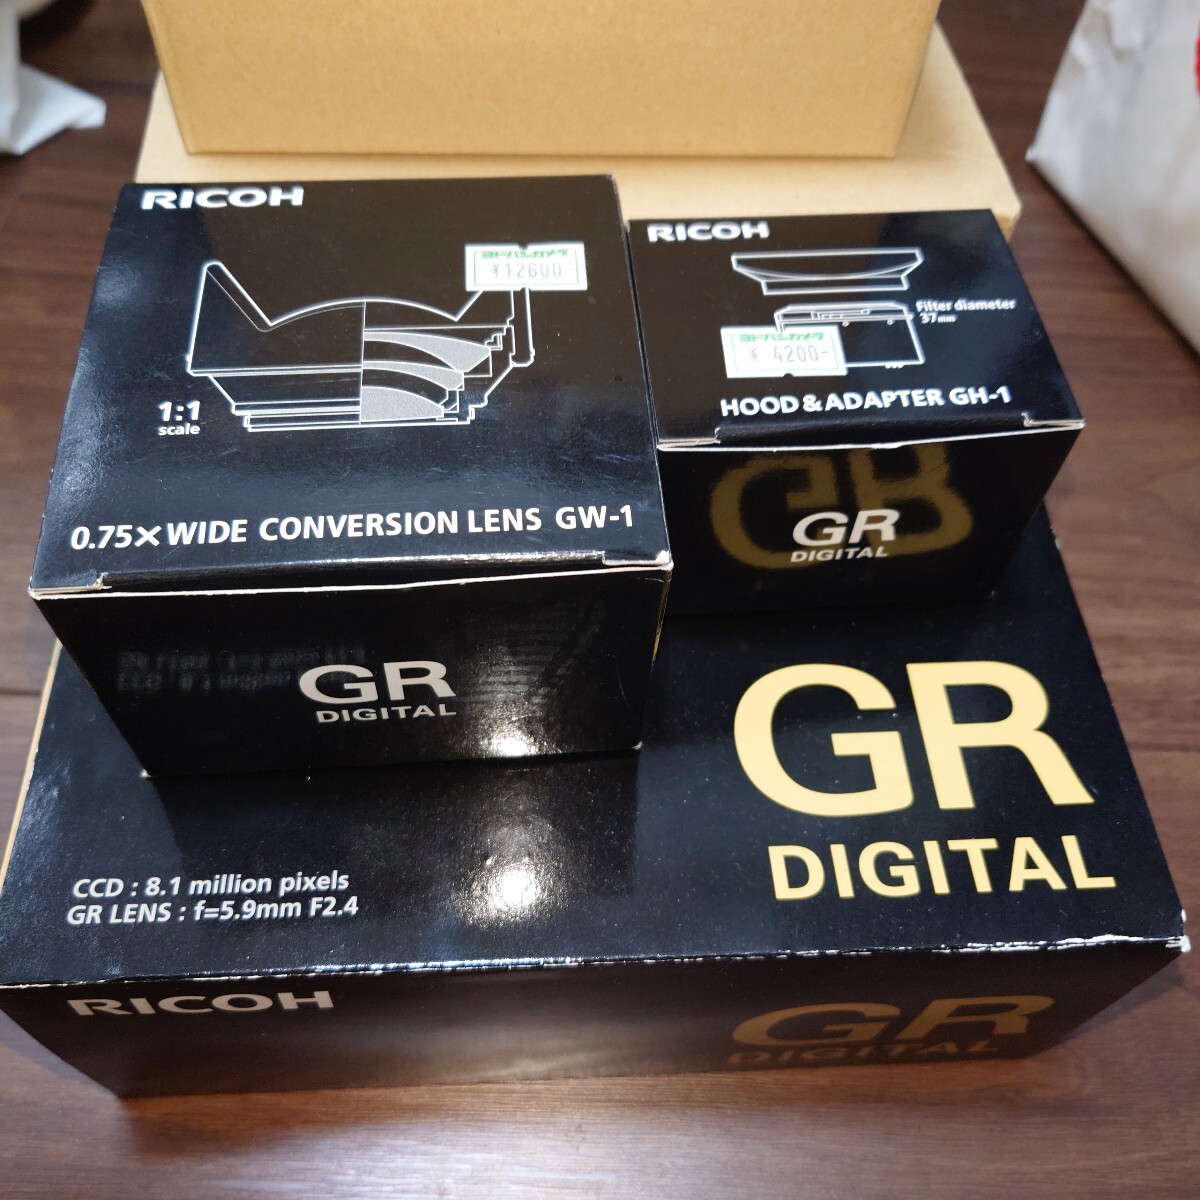 RICOH
ヨドバシカメラ
¥12600
1:1
scale
0.75×WIDE CONVERSION LENS GW-1
GR
DIGITAL
RICOH
Filter diameter
37mm
ヨドバシカメラ
¥ 4200-
HOOD & ADAPTER GH-1
GR
GR
DIGITAL
GR
DIGITAL
CCD : 8.1 million pixels
GR LENS : f=5.9mm F2.4
RICOH
GR
DIGITAL